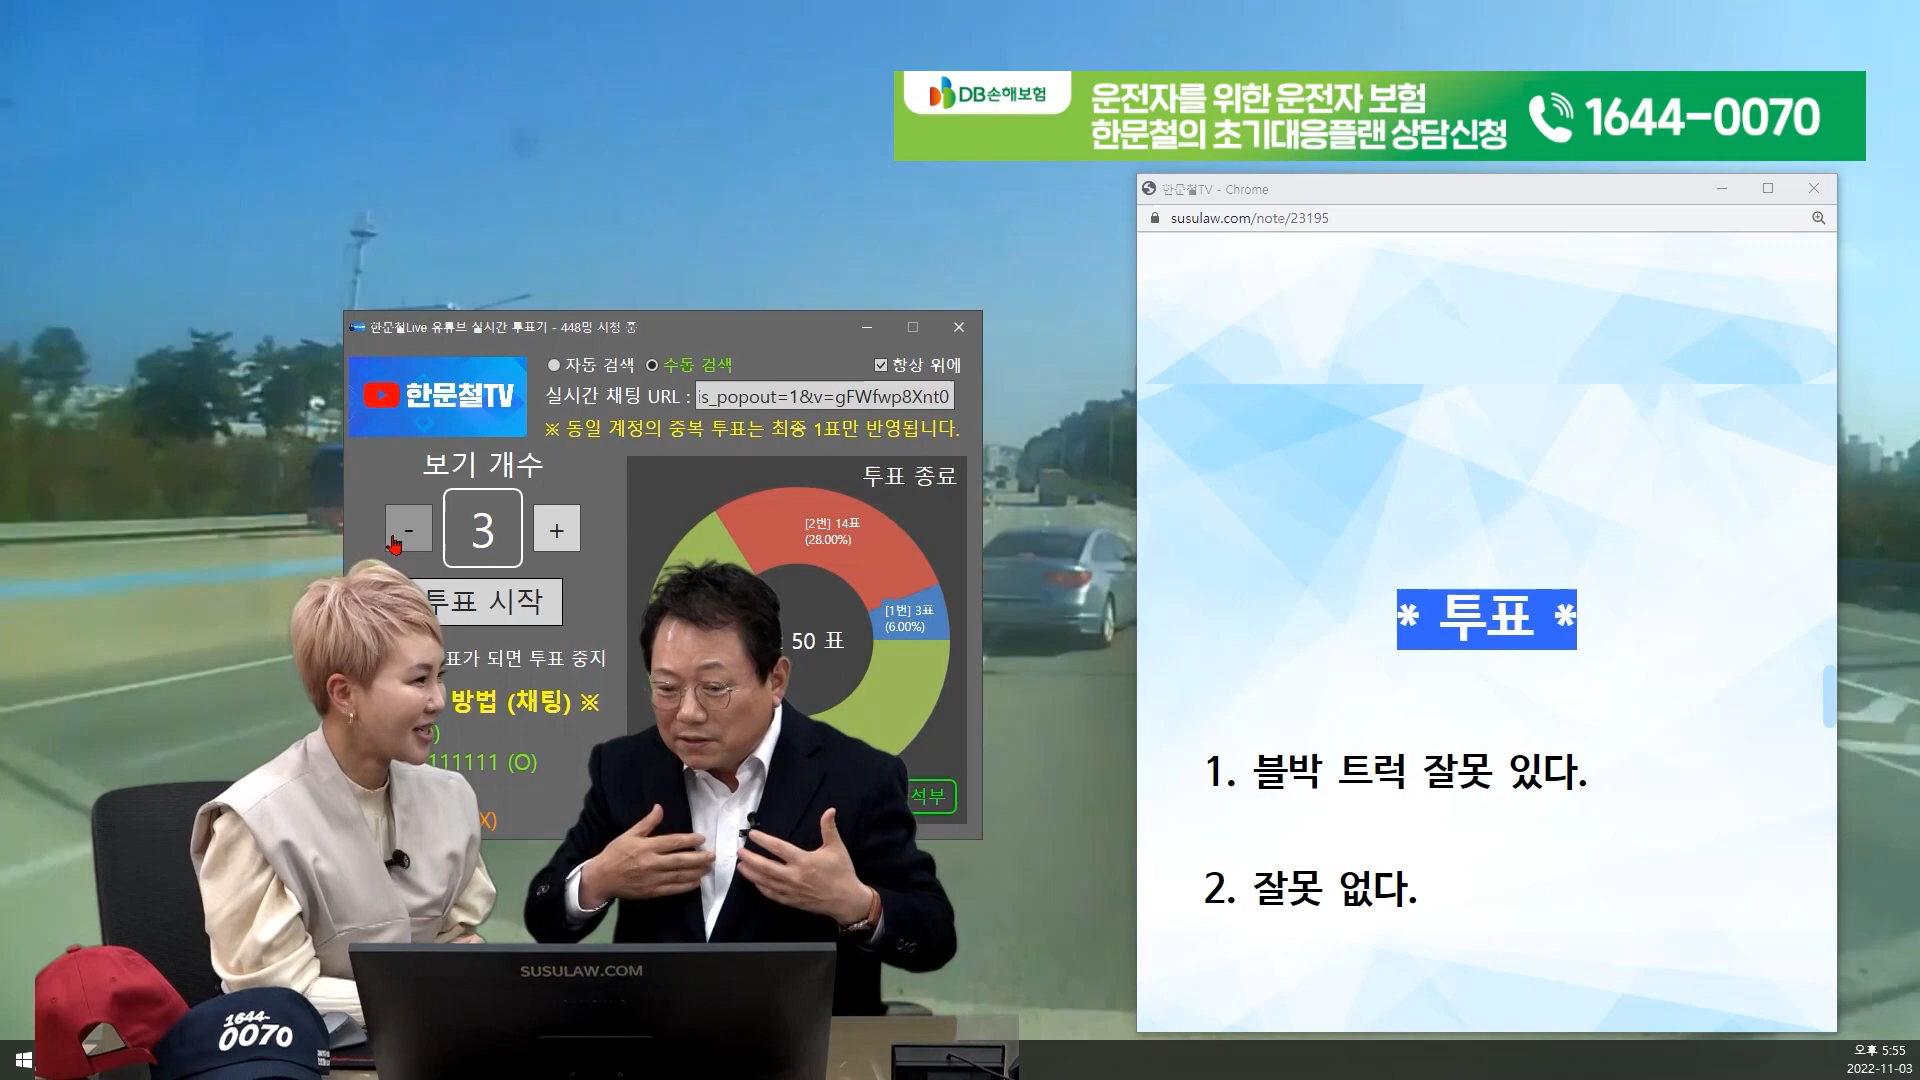 DB손해보험
운전자를 위한 운전자 보험
한문철의 초기대응플랜 상담신청
1644-0070
한문철TV - Chrome
susulaw.com/note/23195
* 투표 *
1. 블박 트럭 잘못 있다.
2. 잘못 없다.
한문철Live 유튜브 실시간 투표기 - 448명 시청 중
한문철TV
자동 검색 수동 검색
항상 위에
실시간 채팅 URL : is_popout=1&v=gFWfwp8Xnt0
※ 동일 계정의 중복 투표는 최종 1표만 반영됩니다.
보기 개수
- 3 +
투표 시작
표가 되면 투표 중지
방법 (채팅) ※
)
111111 (O)
X)
투표 종료
[2번] 14표
(28.00%)
[1번] 3표
(6.00%)
50 표
석부
SUSULAW.COM
1644-
0070
오후 5:55
2022-11-03